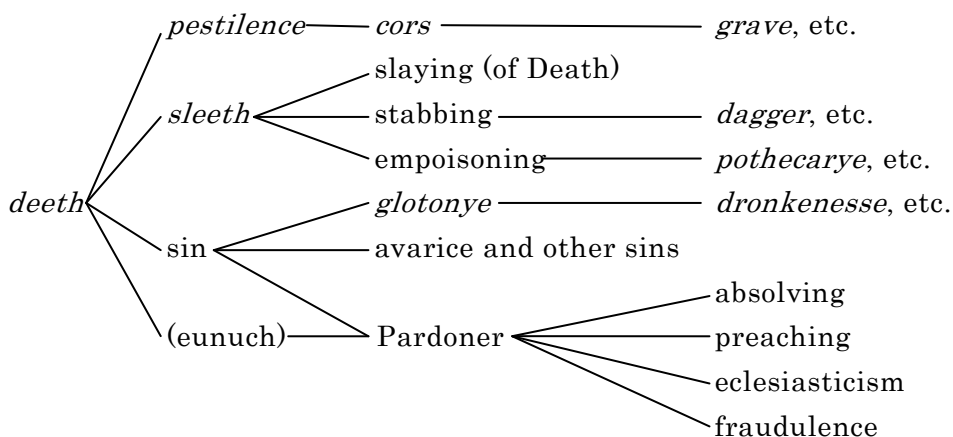 pestilence cors grave, etc.
slaying (of Death)
sleeth stabbing dagger, etc.
empoisoning pothecarye, etc.
deeth glotonye dronkenesse, etc.
sin avarice and other sins
absolving
(eunuch) Pardoner preaching
eclesiasticism
fraudulence